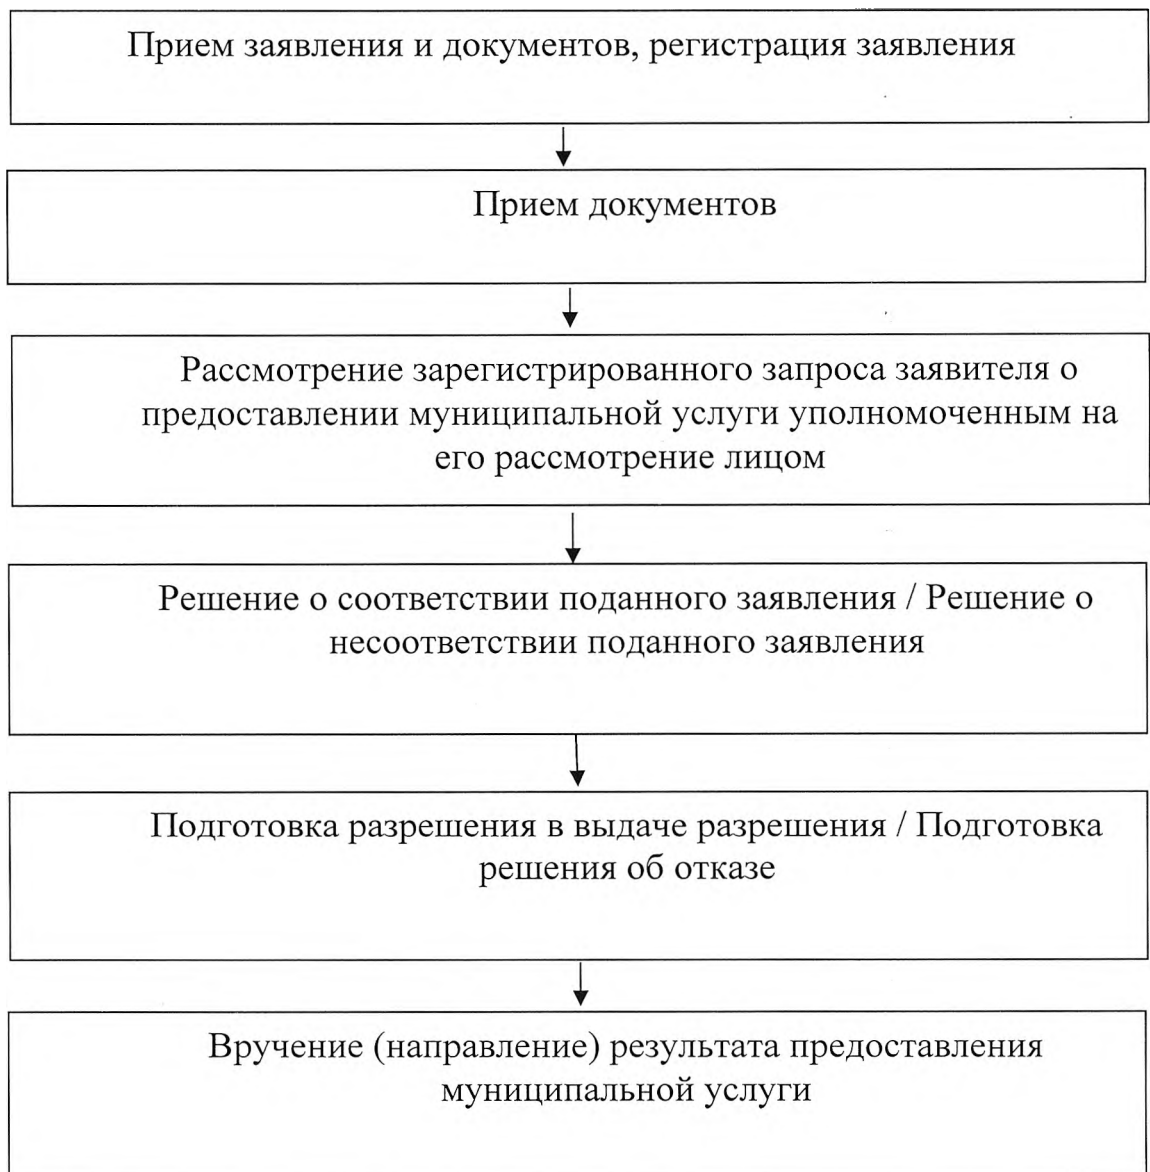 Прием заявления и документов, регистрация заявления
Прием документов
Рассмотрение зарегистрированного запроса заявителя о
предоставлении муниципальной услуги уполномоченным на
его рассмотрение лицом
Решение о соответствии поданного заявления / Решение о
несоответствии поданного заявления
Подготовка разрешения в выдаче разрешения / Подготовка
решения об отказе
Вручение (направление) результата предоставления
муниципальной услуги